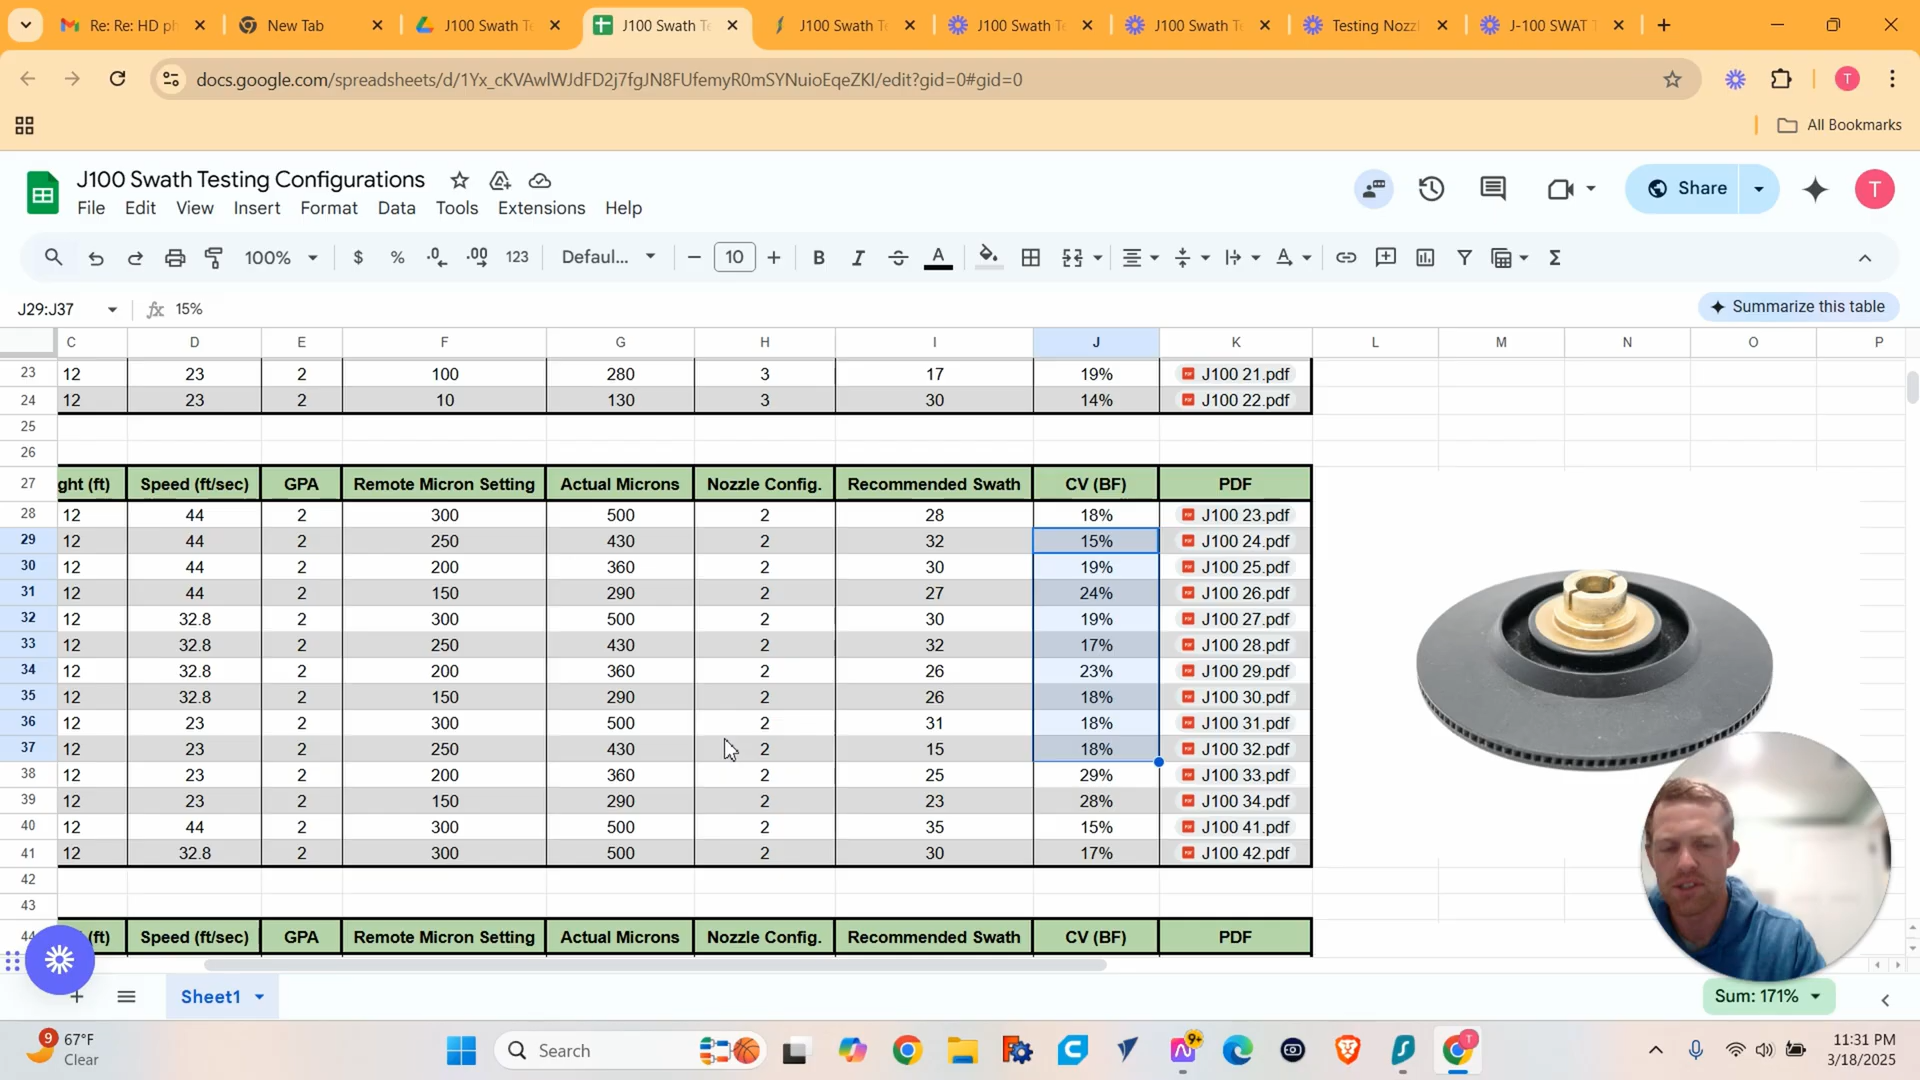 Re: Re: HD ph
New Tab
J100 Swath Te
J100 Swath Te
J100 Swath Te
J100 Swath Te
J100 Swath Te
Testing Nozzl
J-100 SWAT T
docs.google.com/spreadsheets/d/1Yx_cKVAwlWJdFD2j7fgJN8FUfemyR0mSYNuioEqeZKI/edit?gid=0#gid=0
T
All Bookmarks
J100 Swath Testing Configurations
File Edit View Insert Format Data Tools Extensions Help
Share
T
100% $ % .0 .00 123 Defaul... 10 B I A
J29:J37 fx 15%
Summarize this table
C D E F G H I J K L M N O P
23 12 23 2 100 280 3 17 19% J100 21.pdf
24 12 23 2 10 130 3 30 14% J100 22.pdf
25
26
27 ght (ft) Speed (ft/sec) GPA Remote Micron Setting Actual Microns Nozzle Config. Recommended Swath CV (BF) PDF
28 12 44 2 300 500 2 28 18% J100 23.pdf
29 12 44 2 250 430 2 32 15% J100 24.pdf
30 12 44 2 200 360 2 30 19% J100 25.pdf
31 12 44 2 150 290 2 27 24% J100 26.pdf
32 12 32.8 2 300 500 2 30 19% J100 27.pdf
33 12 32.8 2 250 430 2 32 17% J100 28.pdf
34 12 32.8 2 200 360 2 26 23% J100 29.pdf
35 12 32.8 2 150 290 2 26 18% J100 30.pdf
36 12 23 2 300 500 2 31 18% J100 31.pdf
37 12 23 2 250 430 2 15 18% J100 32.pdf
38 12 23 2 200 360 2 25 29% J100 33.pdf
39 12 23 2 150 290 2 23 28% J100 34.pdf
40 12 44 2 300 500 2 35 15% J100 41.pdf
41 12 32.8 2 300 500 2 30 17% J100 42.pdf
42
43
44 (ft) Speed (ft/sec) GPA Remote Micron Setting Actual Microns Nozzle Config. Recommended Swath CV (BF) PDF
Sheet1
Sum: 171%
9 67°F
Clear
Search
9+
T
11:31 PM
3/18/2025